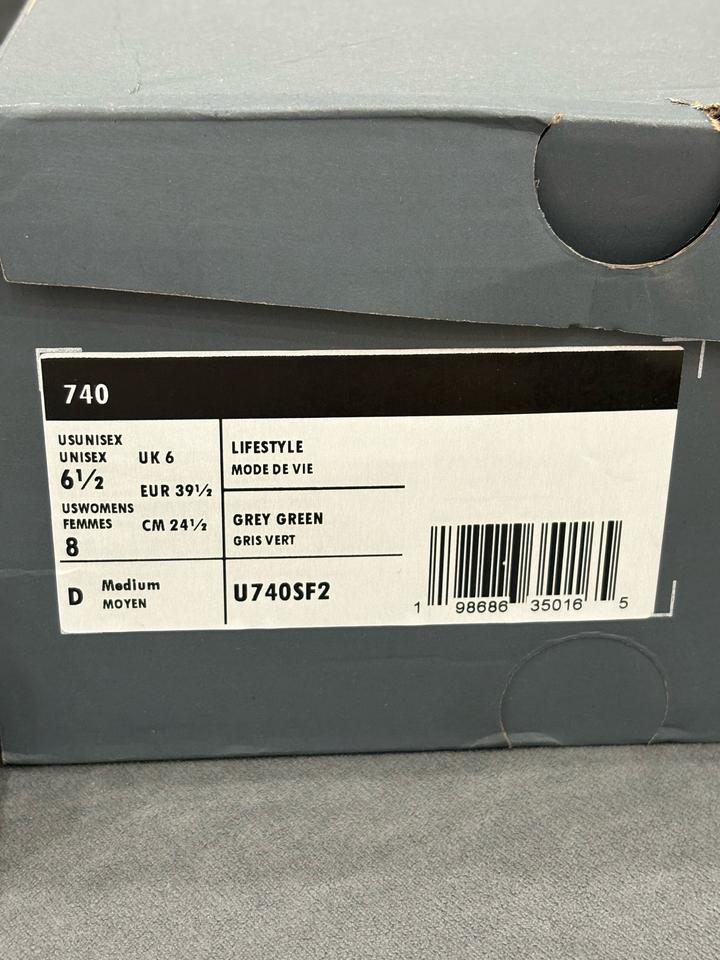 740
USUNISEX
UNISEX
6½
UK 6
EUR 39½
USWOMENS
FEMMES
CM 24½
8
D
Medium
MOYEN
LIFESTYLE
MODE DE VIE
GREY GREEN
GRIS VERT
U740SF2
1 98686 35016 5